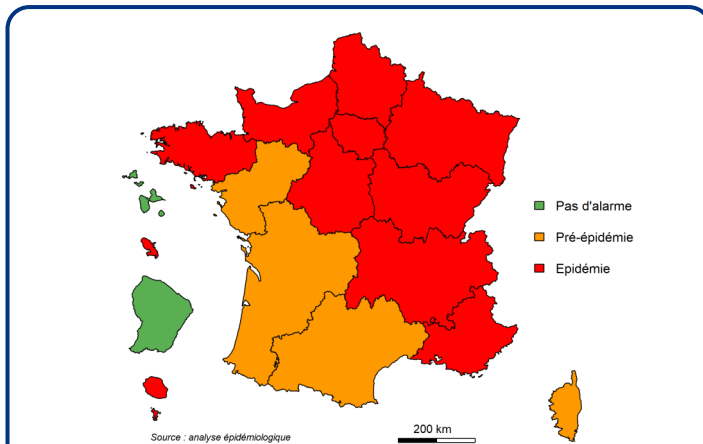 Pas d'alarme
Pré-épidémie
Epidémie
Source : analyse épidémiologique
200 km